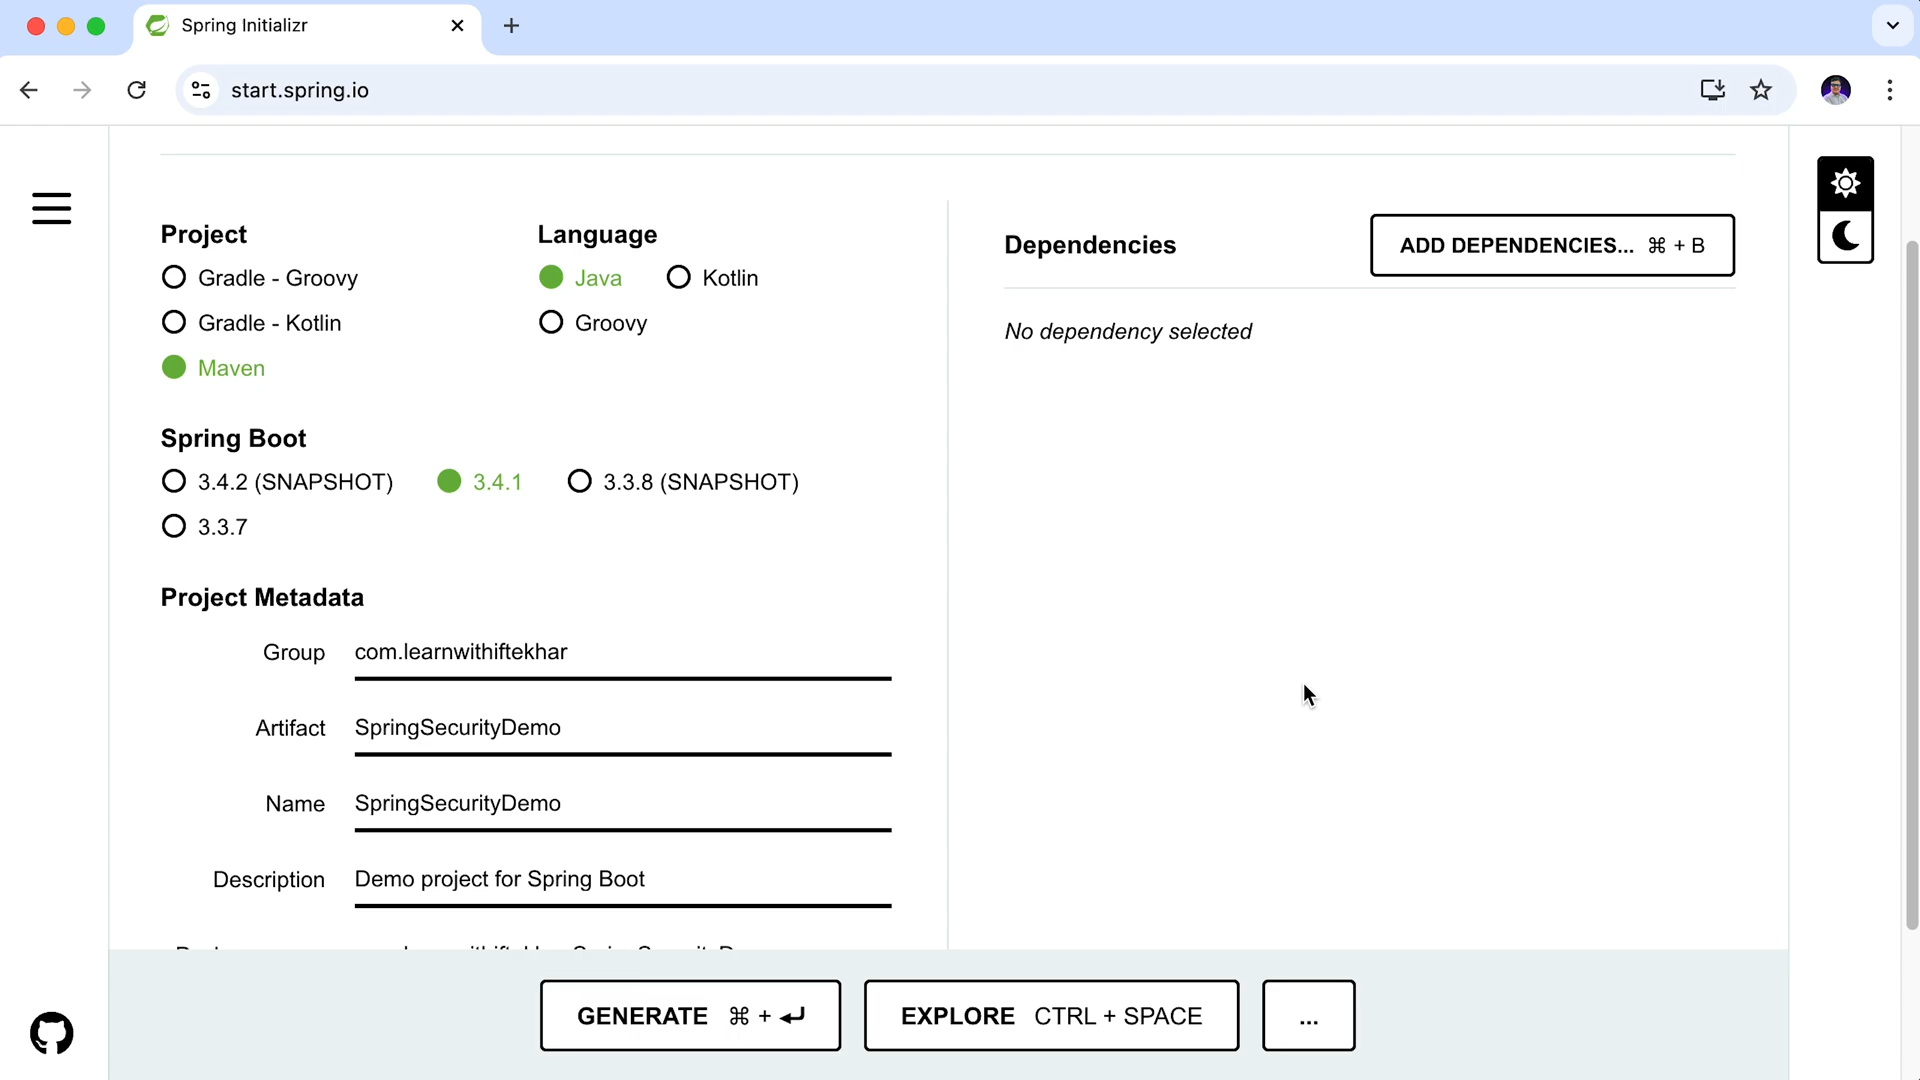 Spring Initializr
start.spring.io
Project
Gradle - Groovy
Gradle - Kotlin
Maven
Language
Java Kotlin
Groovy
Spring Boot
3.4.2 (SNAPSHOT) 3.4.1 3.3.8 (SNAPSHOT)
3.3.7
Project Metadata
Group com.learnwithiftekhar
Artifact SpringSecurityDemo
Name SpringSecurityDemo
Description Demo project for Spring Boot
Dependencies
ADD DEPENDENCIES... ⌘ + B
No dependency selected
GENERATE ⌘ + ↵
EXPLORE CTRL + SPACE
...